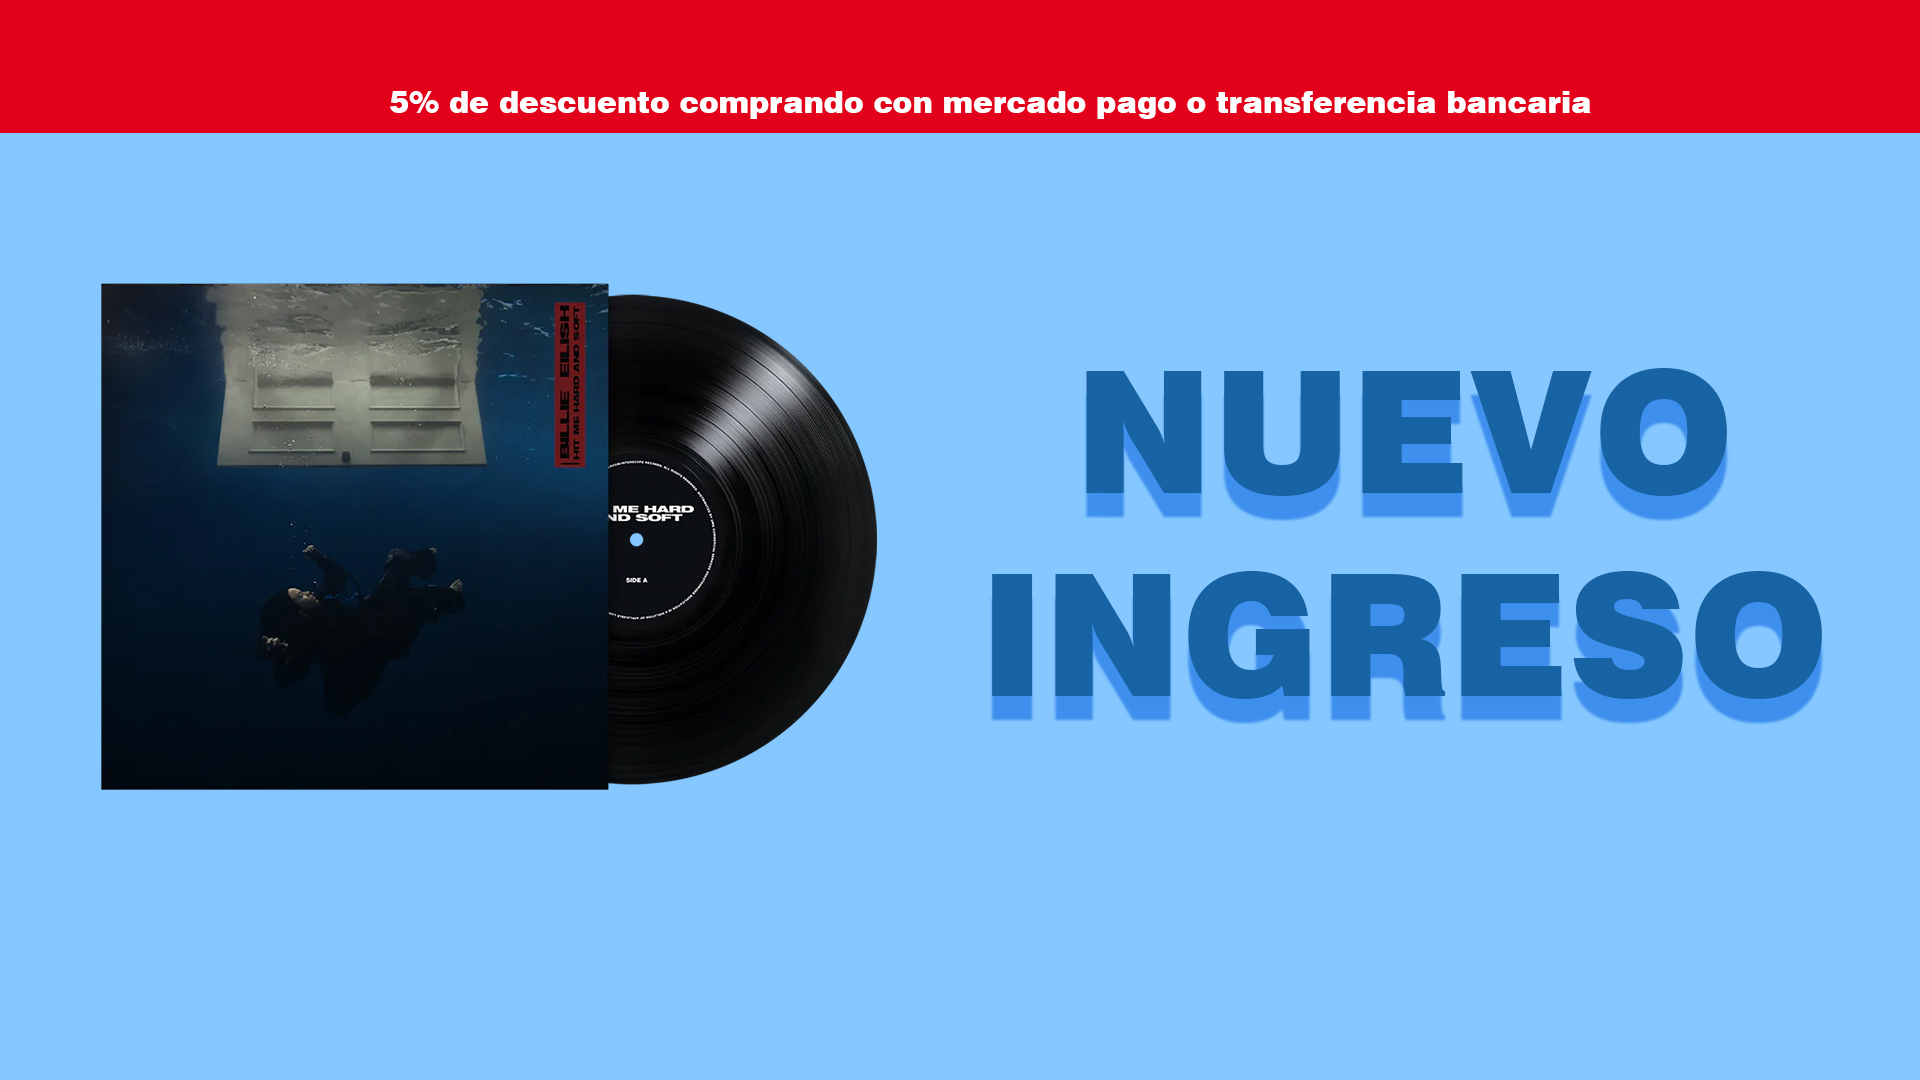 5% de descuento comprando con mercado pago o transferencia bancaria
BILLIE EILISH
HIT ME HARD AND SOFT
ME HARD
ND SOFT
SIDE A
NUEVO
INGRESO